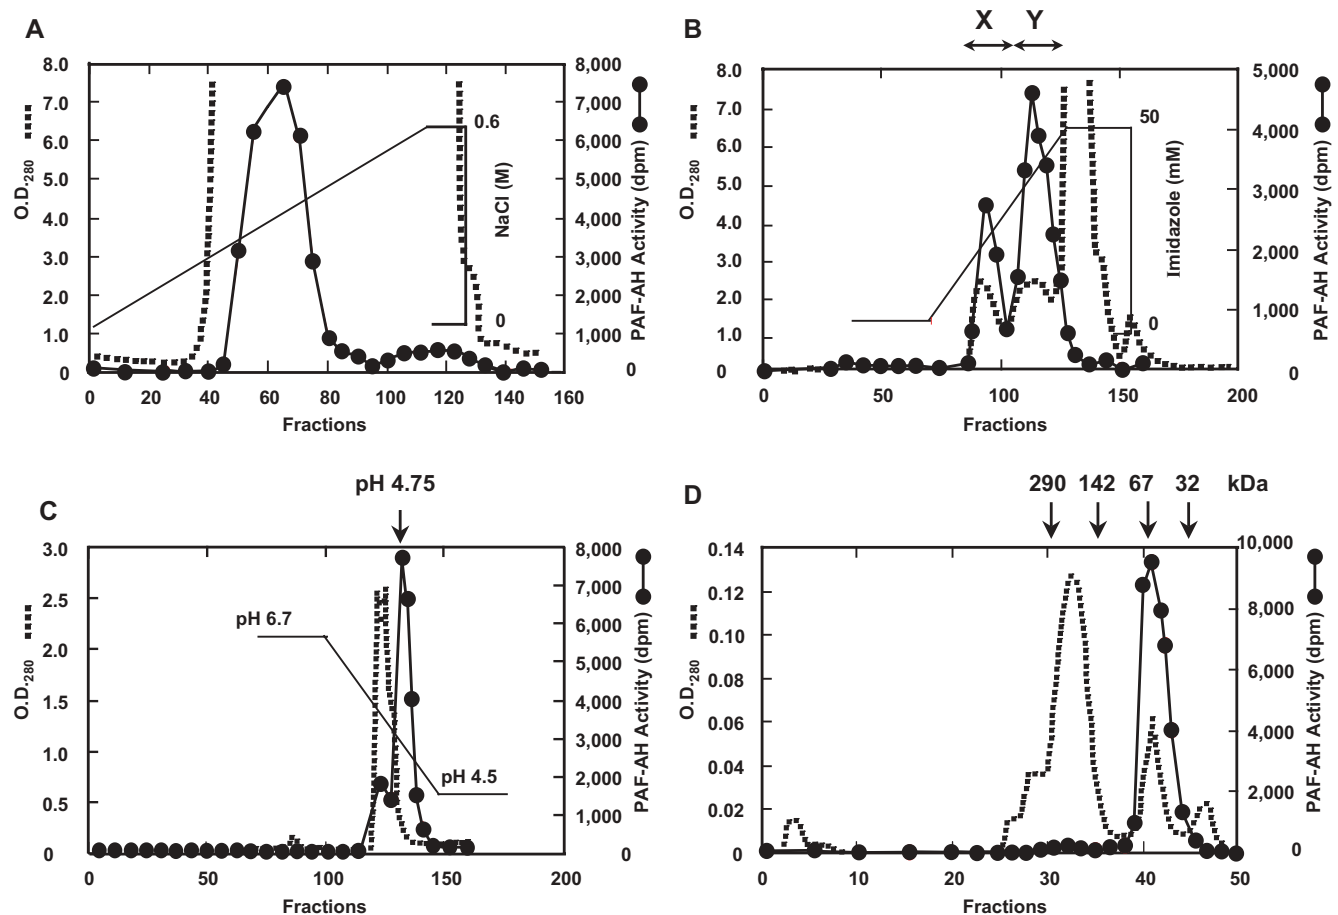 A
8.0
7.0
6.0
5.0
4.0
3.0
2.0
1.0
0
O.D.280
0.6
0
NaCl (M)
8,000
7,000
6,000
5,000
4,000
3,000
2,000
1,000
0
PAF-AH Activity (dpm)
0 20 40 60 80 100 120 140 160
Fractions
B
X Y
8.0
7.0
6.0
5.0
4.0
3.0
2.0
1.0
0
O.D.280
50
0
Imidazole (mM)
5,000
4,000
3,000
2,000
1,000
0
PAF-AH Activity (dpm)
0 50 100 150 200
Fractions
C
pH 4.75
3.0
2.5
2.0
1.5
1.0
0.5
0
O.D.280
pH 6.7
pH 4.5
8,000
7,000
6,000
5,000
4,000
3,000
2,000
1,000
0
PAF-AH Activity (dpm)
0 50 100 150 200
Fractions
D
290 142 67 32 kDa
0.14
0.12
0.10
0.08
0.06
0.04
0.02
0
O.D.280
10,000
8,000
6,000
4,000
2,000
0
PAF-AH Activity (dpm)
0 10 20 30 40 50
Fractions